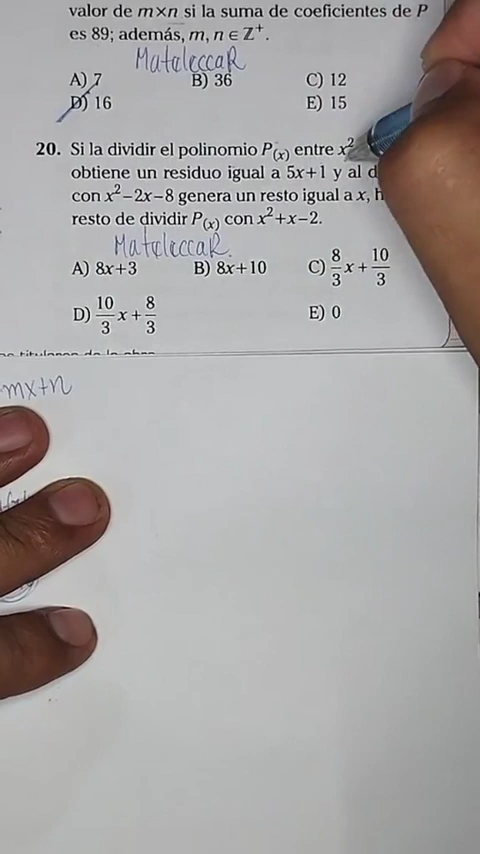 valor de m×n si la suma de coeficientes de P
es 89; además, m, n ∈ Z⁺.
MateleccaR
A) 7 B) 36 C) 12
D) 16 E) 15
20. Si la dividir el polinomio P(x) entre x²
obtiene un residuo igual a 5x+1 y al
con x²−2x−8 genera un resto igual a x,
resto de dividir P(x) con x²+x−2.
MateleccaR.
A) 8x+3 B) 8x+10 C) 8/3 x + 10/3
D) 10/3 x + 8/3 E) 0
mx+n